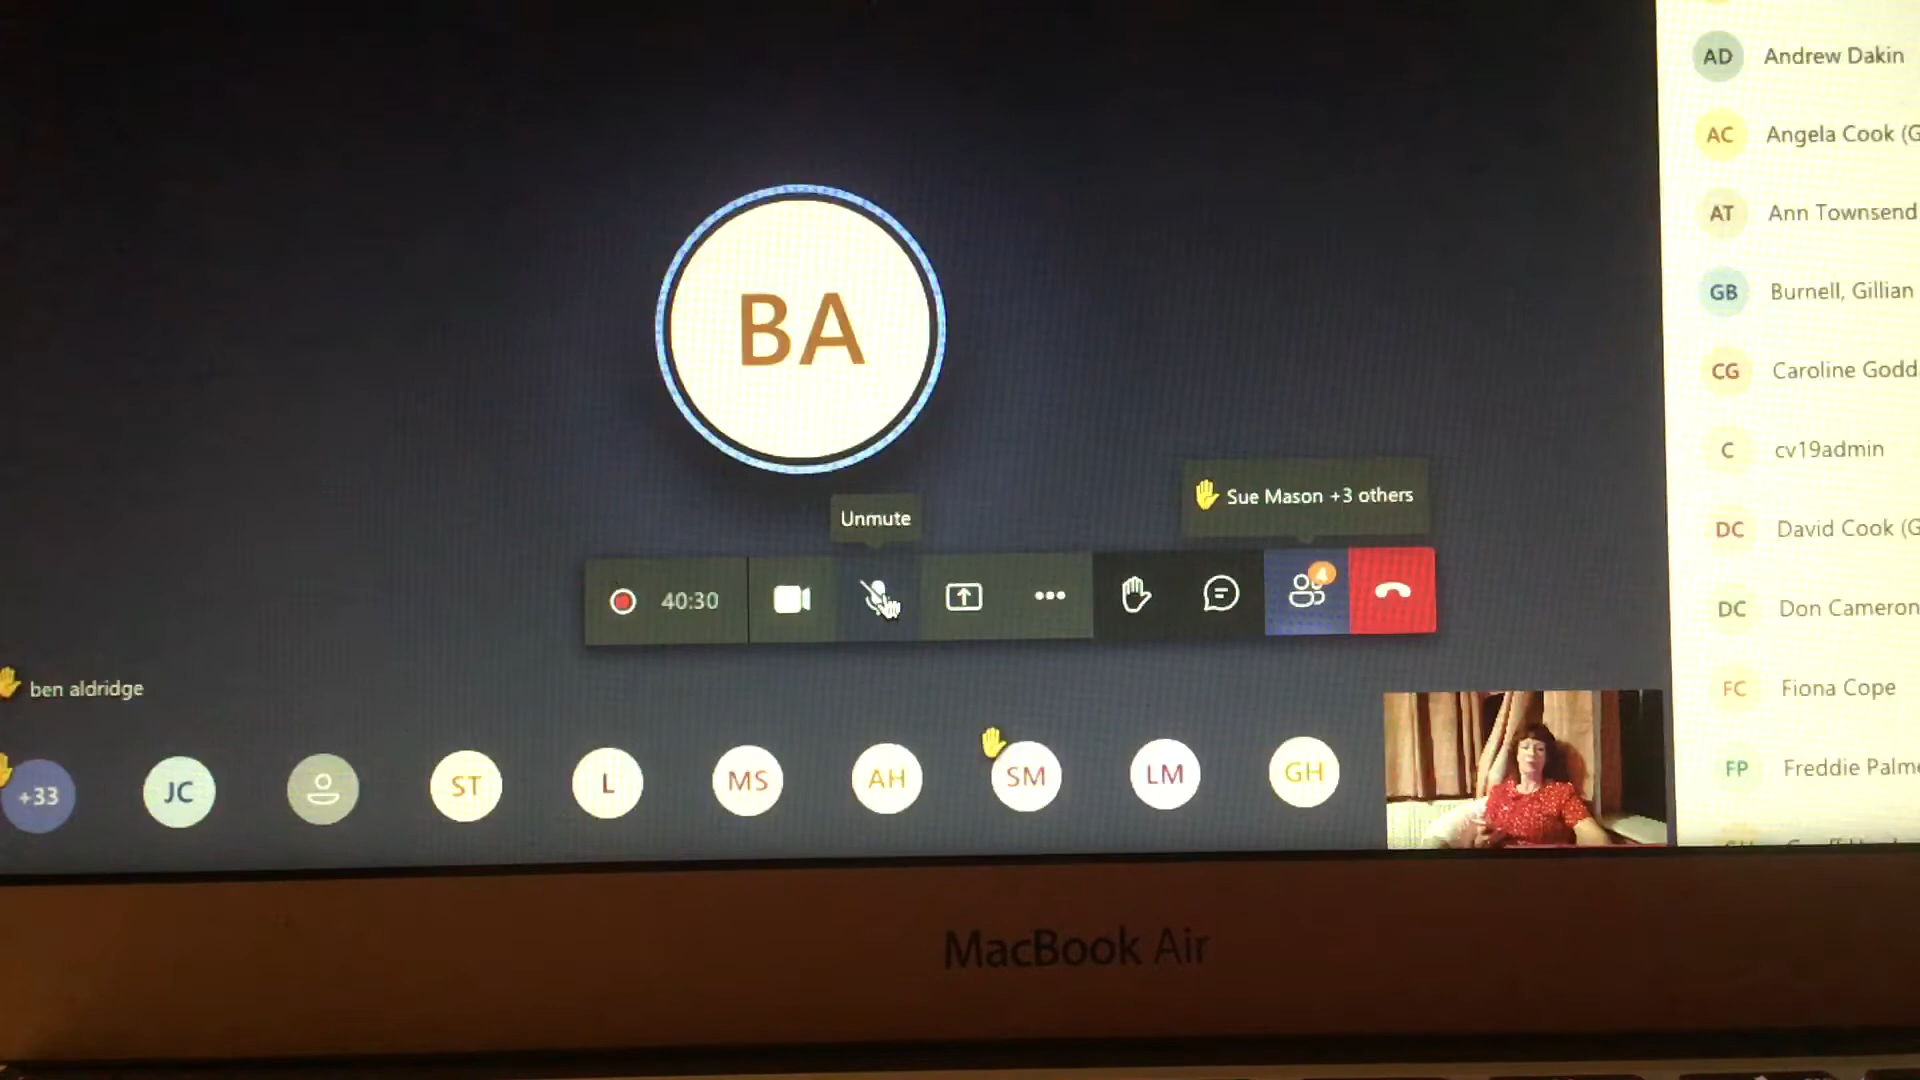 AD Andrew Dakin
AC Angela Cook (G
AT Ann Townsend
GB Burnell, Gillian
CG Caroline Godd
C cv19admin
DC David Cook (G
DC Don Cameron
FC Fiona Cope
FP Freddie Palme
BA
Unmute
Sue Mason +3 others
40:30
4
ben aldridge
+33
JC
ST
L
MS
AH
SM
LM
GH
MacBook Air